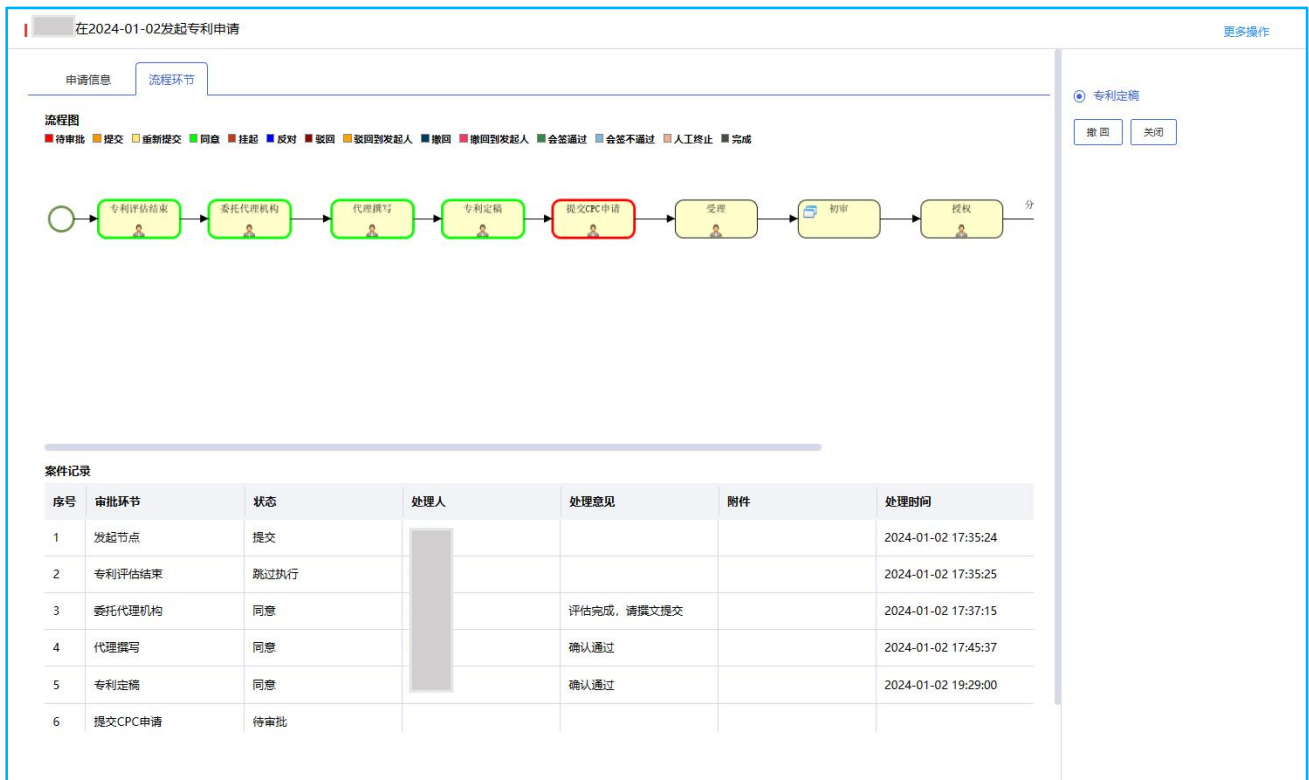 在2024-01-02发起专利申请
更多操作
申请信息 流程环节
专利定稿
撤 回 关闭
流程图
待审批 提交 重新提交 同意 挂起 反对 驳回 驳回到发起人 撤回 撤回到发起人 会签通过 会签不通过 人工终止 完成
专利评估结束 委托代理机构 代理撰写 专利定稿 提交CPC申请 受理 初审 授权 分
案件记录
序号 审批环节 状态 处理人 处理意见 附件 处理时间
1 发起节点 提交 2024-01-02 17:35:24
2 专利评估结束 跳过执行 2024-01-02 17:35:25
3 委托代理机构 同意 评估完成，请撰文提交 2024-01-02 17:37:15
4 代理撰写 同意 确认通过 2024-01-02 17:45:37
5 专利定稿 同意 确认通过 2024-01-02 19:29:00
6 提交CPC申请 待审批